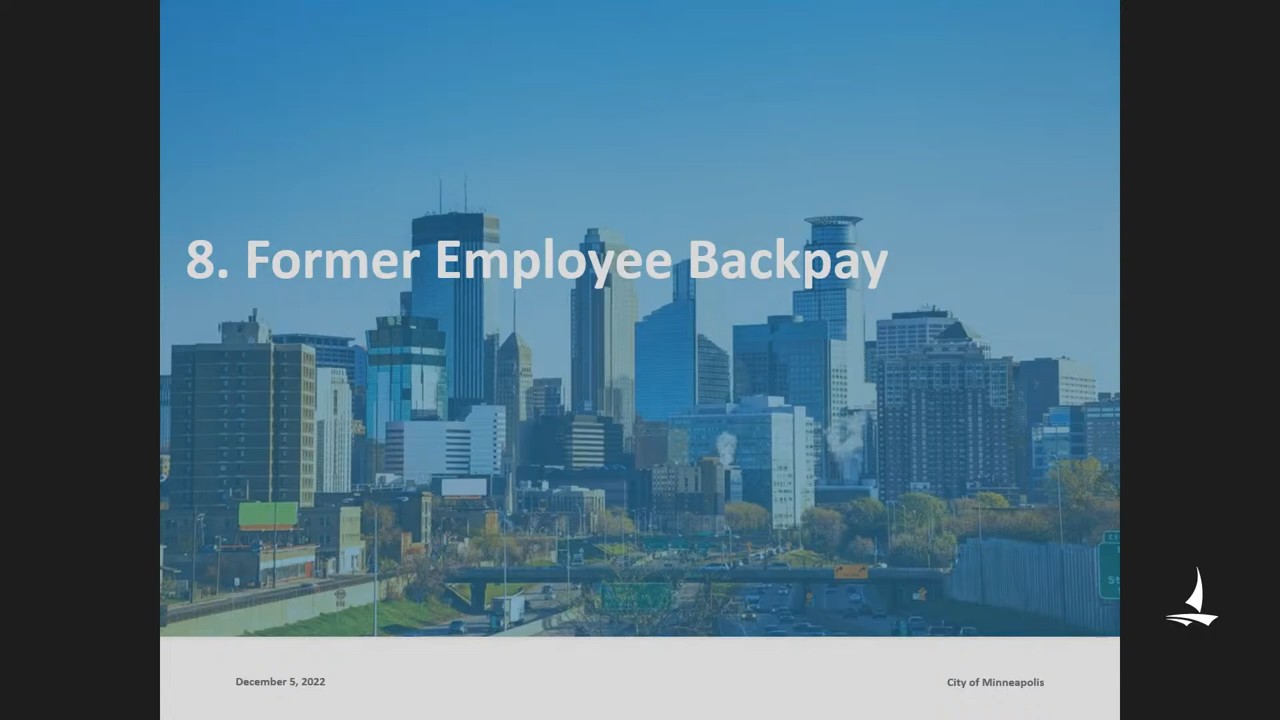 8. Former Employee Backpay
December 5, 2022
City of Minneapolis